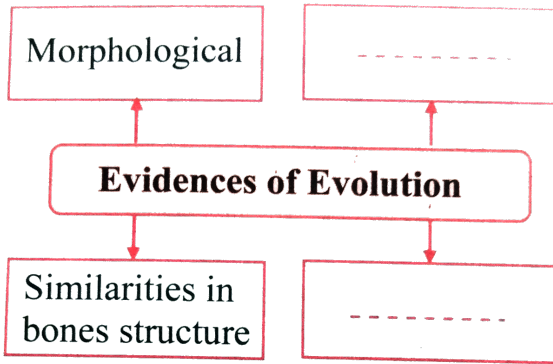 Morphological
---------
Evidences of Evolution
Similarities in
bones structure
---------